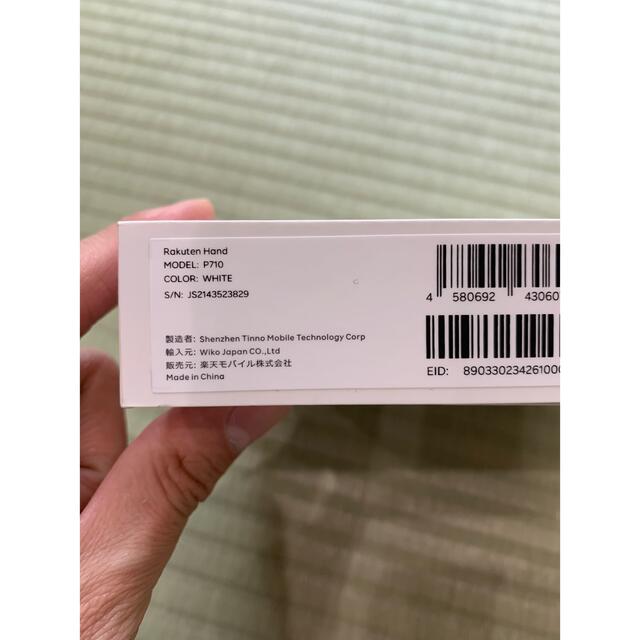 Rakuten Hand
MODEL: P710
COLOR: WHITE
S/N: JS2143523829
製造者: Shenzhen Tinno Mobile Technology Corp
輸入元: Wiko Japan CO.,Ltd
販売元: 楽天モバイル株式会社
Made in China
4 580692 43060
EID: 89033023426100